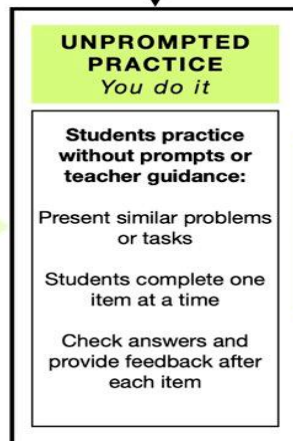 UNPROMPTED
PRACTICE
You do it
Students practice
without prompts or
teacher guidance:
Present similar problems
or tasks
Students complete one
item at a time
Check answers and
provide feedback after
each item